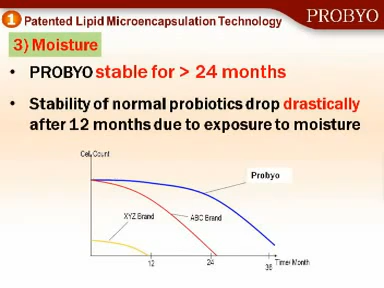 1 Patented Lipid Microencapsulation Technology
PROBYO
3) Moisture
• PROBYO stable for > 24 months
• Stability of normal probiotics drop drastically
after 12 months due to exposure to moisture
Cell Count
Probyo
XYZ Brand
ABC Brand
12
24
36
Time/ Month